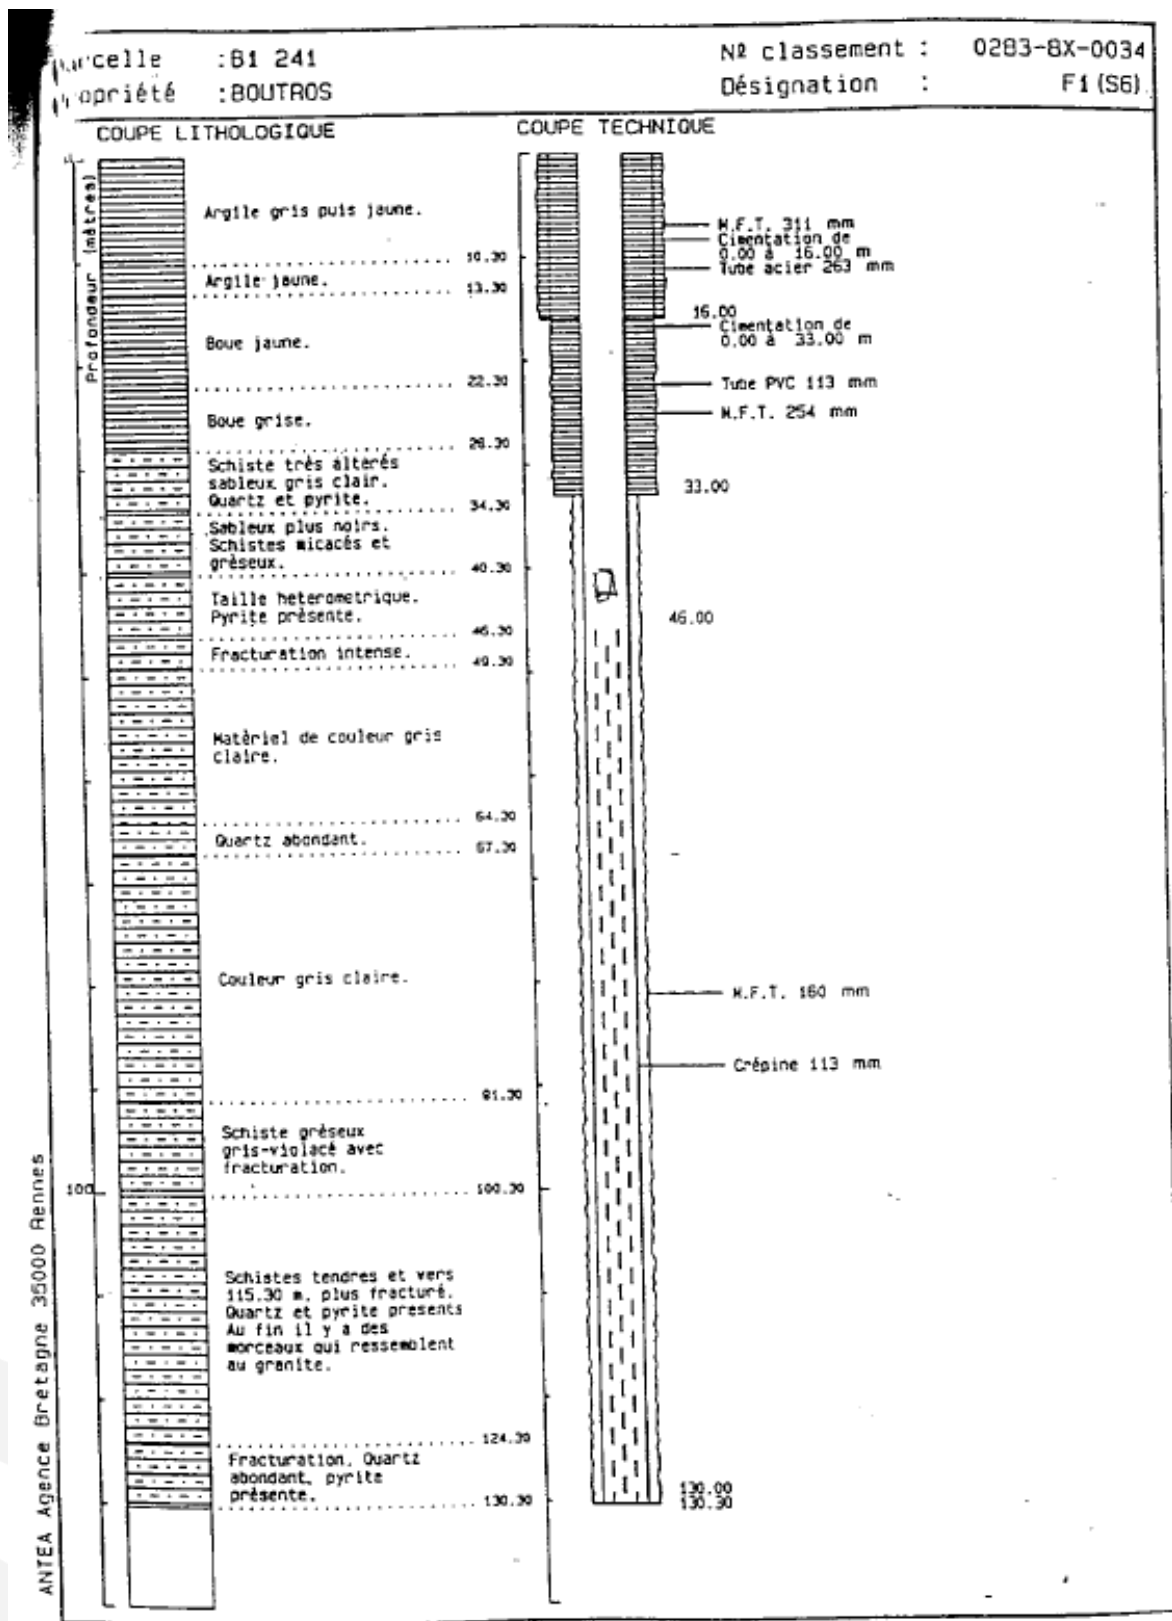 arcelle :B1 241
opriété :BOUTROS
Nº classement : 0283-8X-0034
Désignation : F1(S6)
COUPE LITHOLOGIQUE
COUPE TECHNIQUE
Profondeur (mètres)
Argile gris puis jaune.
10.30
Argile jaune.
13.30
Boue jaune.
22.30
Boue grise.
28.30
Schiste très altérés
sableux gris clair.
Quartz et pyrite.
34.30
Sableux plus noirs.
Schistes micacés et
grèseux.
40.30
Taille heterometrique.
Pyrite présente.
46.30
Fracturation intense.
49.30
Matériel de couleur gris
claire.
64.30
Quartz abondant.
67.30
Couleur gris claire.
91.30
Schiste grèseux
gris-violacé avec
fracturation.
100
100.30
Schistes tendres et vers
115.30 m, plus fracturé.
Quartz et pyrite présents
Au fin il y a des
morceaux qui ressemblent
au granite.
124.30
Fracturation, Quartz
abondant, pyrite
présente.
130.30
M.F.T. 311 mm
Cimentation de
0.00 à 16.00 m
Tube acier 263 mm
16.00
Cimentation de
0.00 à 33.00 m
Tube PVC 113 mm
M.F.T. 254 mm
33.00
46.00
M.F.T. 160 mm
Crépine 113 mm
130.00
130.30
ANTEA Agence Bretagne 35000 Rennes